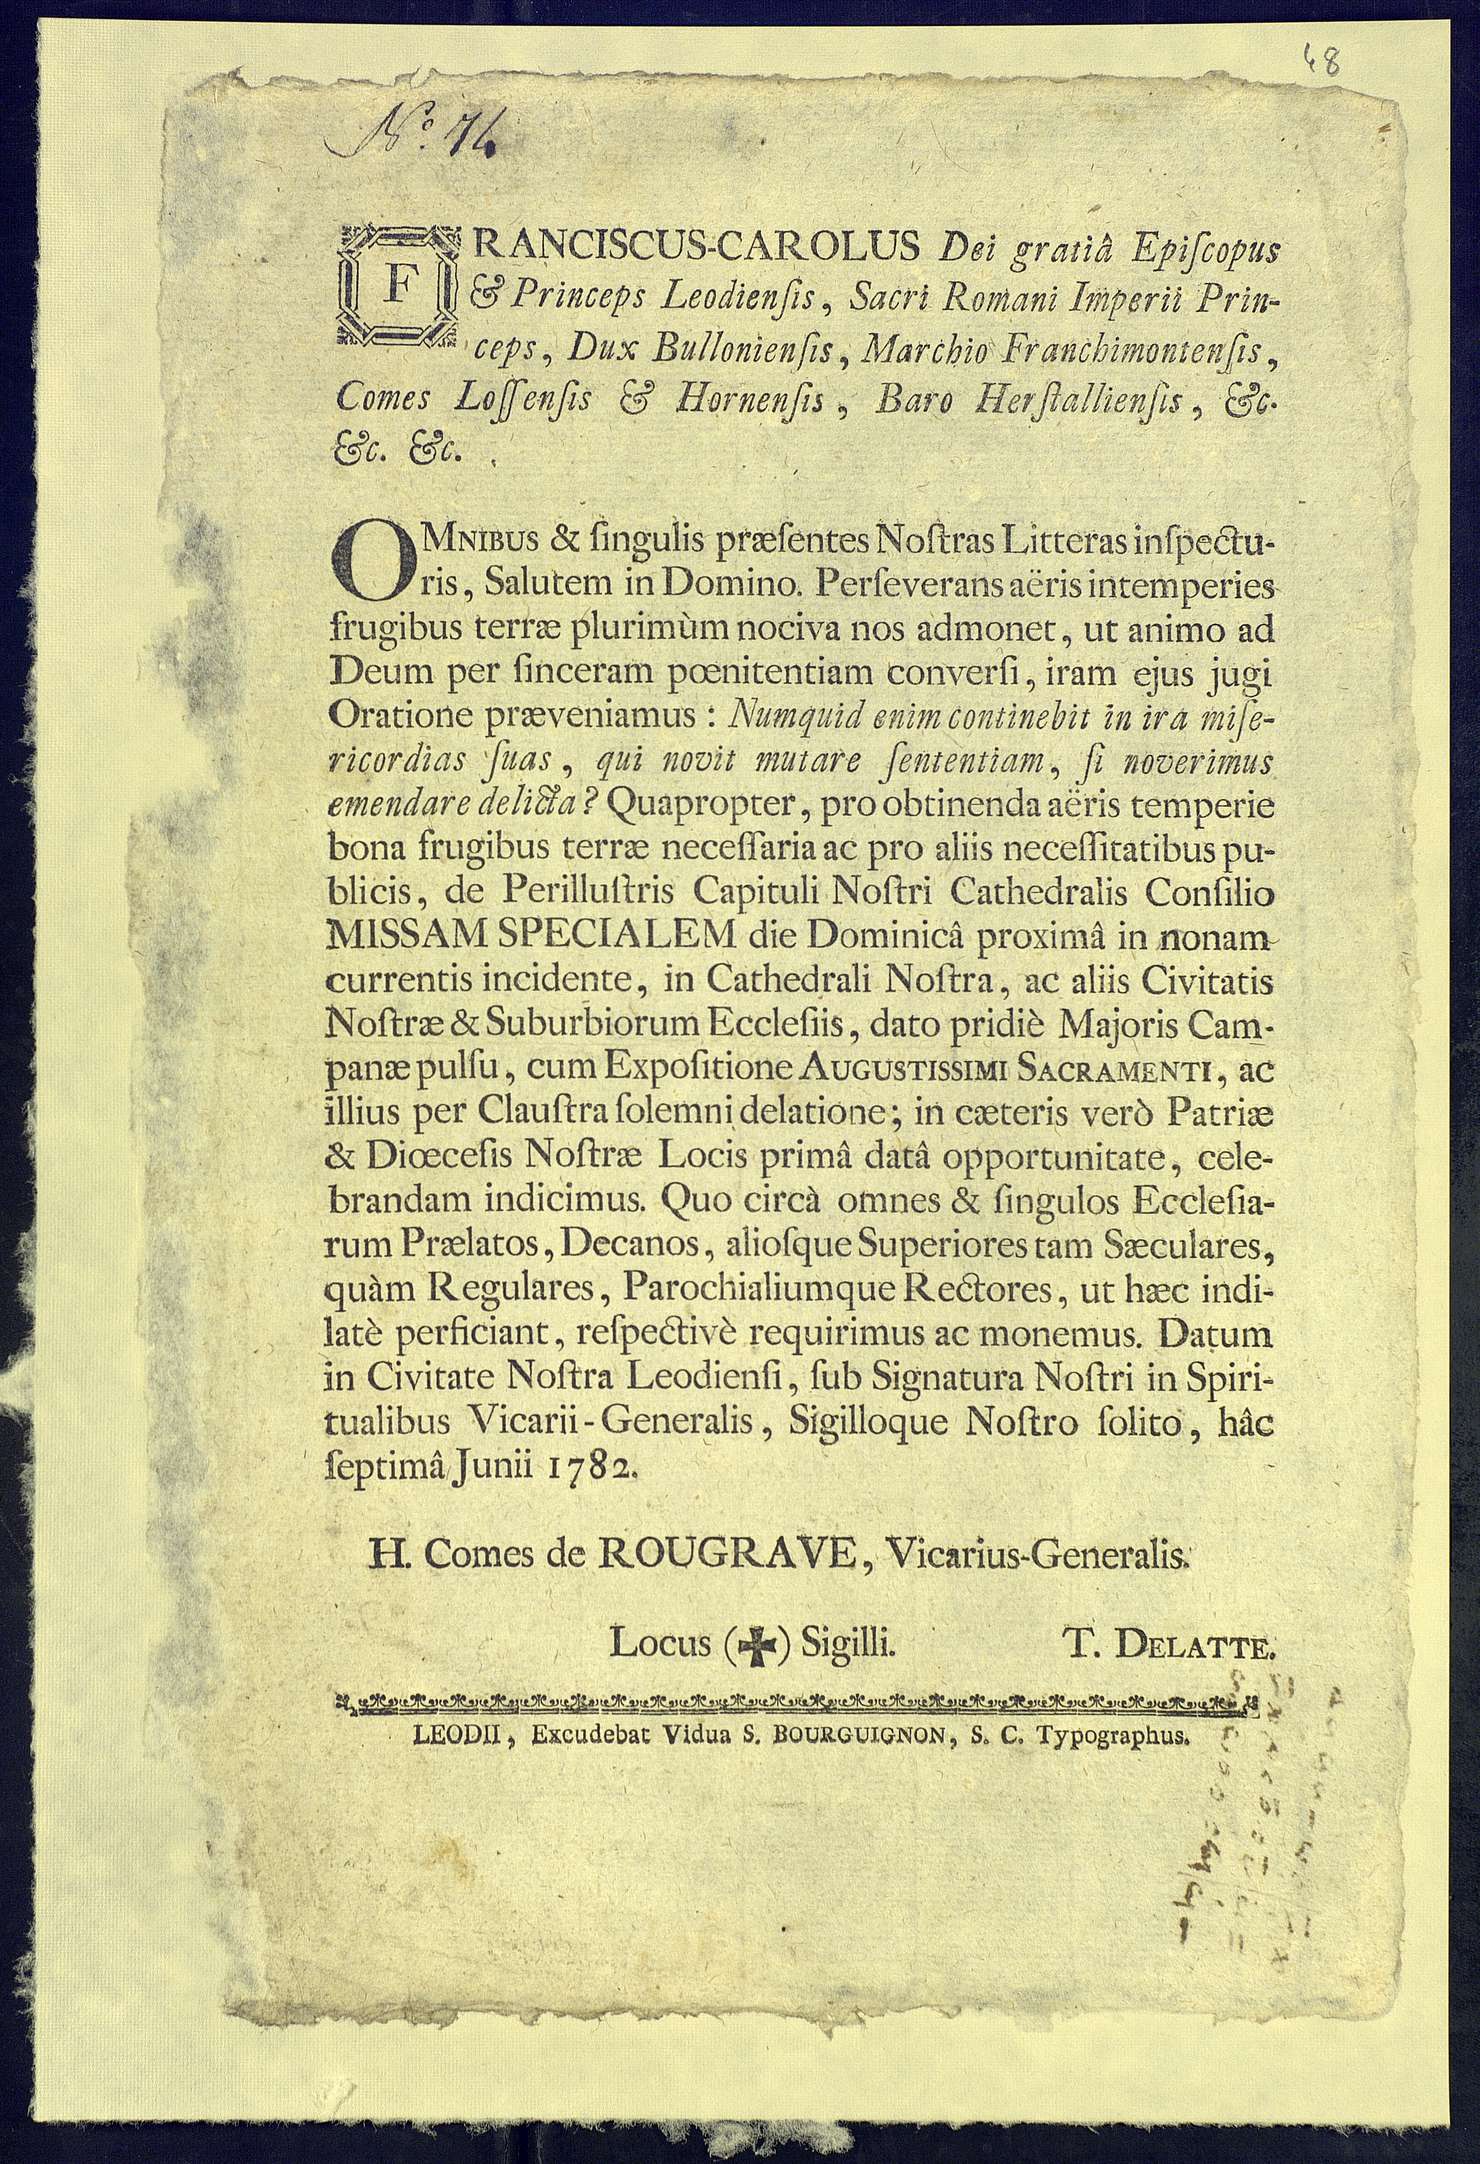 48
No. 74
FRANCISCUS-CAROLUS Dei gratiâ Epiſcopus
& Princeps Leodienſis, Sacri Romani Imperii Prin-
ceps, Dux Bullonienſis, Marchio Franchimontenſis,
Comes Loſſenſis & Hornenſis, Baro Herſtallienſis, &c.
&c. &c.
OMNIBUS & ſingulis præſentes Noſtras Litteras inſpectu-
ris, Salutem in Domino. Perſeverans aëris intemperies
frugibus terræ plurimùm nociva nos admonet, ut animo ad
Deum per ſinceram pœnitentiam converſi, iram ejus jugi
Oratione præveniamus : Numquid enim continebit in ira miſe-
ricordias ſuas, qui novit mutare ſententiam, ſi noverimus
emendare delicta? Quapropter, pro obtinenda aëris temperie
bona frugibus terræ neceſſaria ac pro aliis neceſſitatibus pu-
blicis, de Perilluſtris Capituli Noſtri Cathedralis Conſilio
MISSAM SPECIALEM die Dominicâ proximâ in nonam
currentis incidente, in Cathedrali Noſtra, ac aliis Civitatis
Noſtræ & Suburbiorum Eccleſiis, dato pridiè Majoris Cam-
panæ pulſu, cum Expoſitione AUGUSTISSIMI SACRAMENTI, ac
illius per Clauſtra ſolemni delatione; in cæteris verò Patriæ
& Diœceſis Noſtræ Locis primâ datâ opportunitate, cele-
brandam indicimus. Quo circà omnes & ſingulos Eccleſia-
rum Prælatos, Decanos, alioſque Superiores tam Sæculares,
quàm Regulares, Parochialiumque Rectores, ut hæc indi-
latè perficiant, reſpectivè requirimus ac monemus. Datum
in Civitate Noſtra Leodienſi, ſub Signatura Noſtri in Spiri-
tualibus Vicarii-Generalis, Sigilloque Noſtro ſolito, hâc
ſeptimâ Junii 1782.
H. Comes de ROUGRAVE, Vicarius-Generalis.
Locus (✠) Sigilli. T. DELATTE.
LEODII, Excudebat Vidua S. BOURGUIGNON, S. C. Typographus.